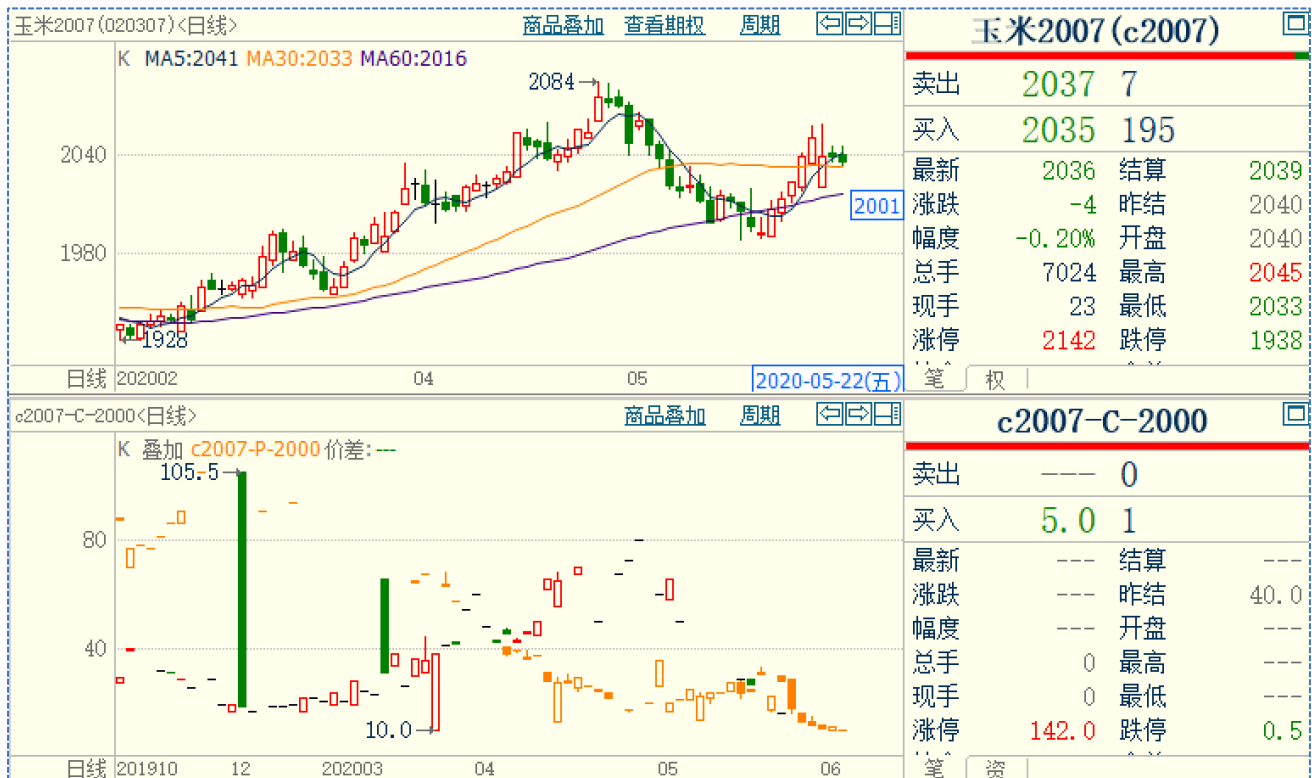 玉米2007(020307)<日线> 商品叠加 查看期权 周期
K MA5:2041 MA30:2033 MA60:2016
2084
2040
2001
1980
1928
日线 202002 04 05 2020-05-22(五)
玉米2007(c2007)
卖出 2037 7
买入 2035 195
最新 2036 结算 2039
涨跌 -4 昨结 2040
幅度 -0.20% 开盘 2040
总手 7024 最高 2045
现手 23 最低 2033
涨停 2142 跌停 1938
笔 权
c2007-C-2000<日线> 商品叠加 周期
K 叠加 c2007-P-2000 价差:---
105.5
80
40
10.0
日线 201910 12 202003 04 05 06
c2007-C-2000
卖出 --- 0
买入 5.0 1
最新 --- 结算 ---
涨跌 --- 昨结 40.0
幅度 --- 开盘 ---
总手 0 最高 ---
现手 0 最低 ---
涨停 142.0 跌停 0.5
笔 资